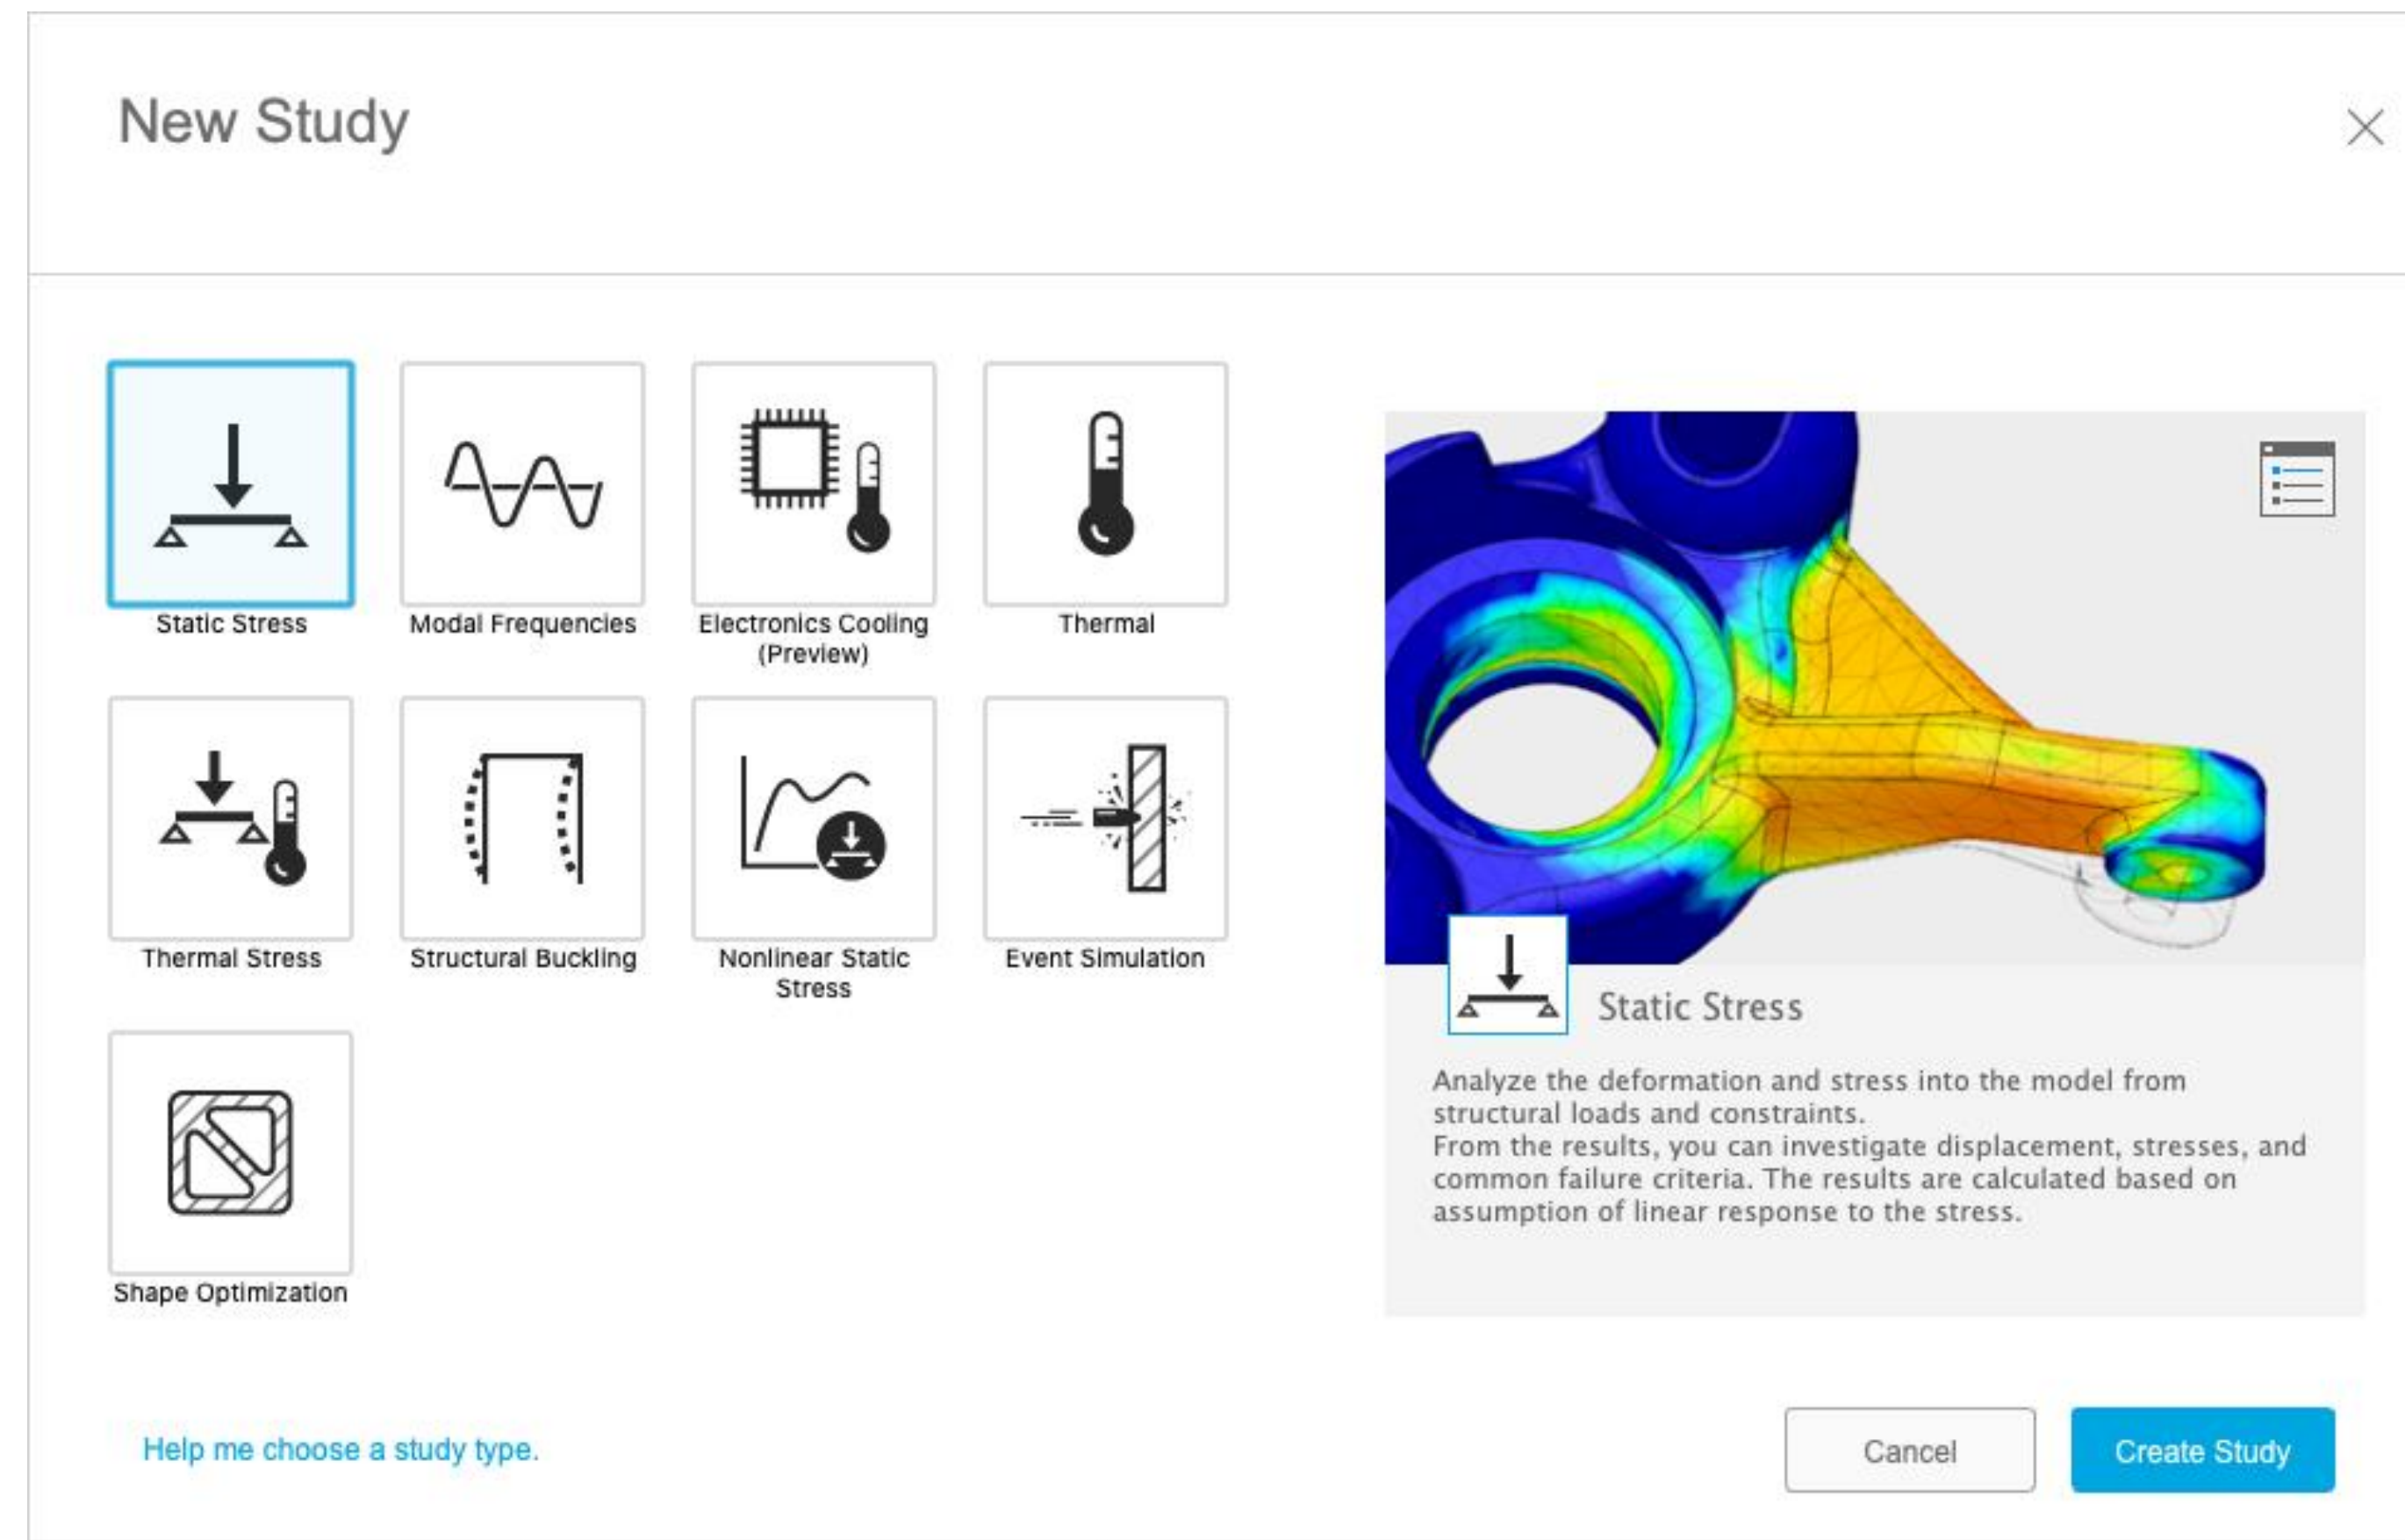 New Study
Static Stress
Modal Frequencies
Electronics Cooling
(Preview)
Thermal
Thermal Stress
Structural Buckling
Nonlinear Static
Stress
Event Simulation
Shape Optimization
Static Stress
Analyze the deformation and stress into the model from
structural loads and constraints.
From the results, you can investigate displacement, stresses, and
common failure criteria. The results are calculated based on
assumption of linear response to the stress.
Help me choose a study type.
Cancel
Create Study